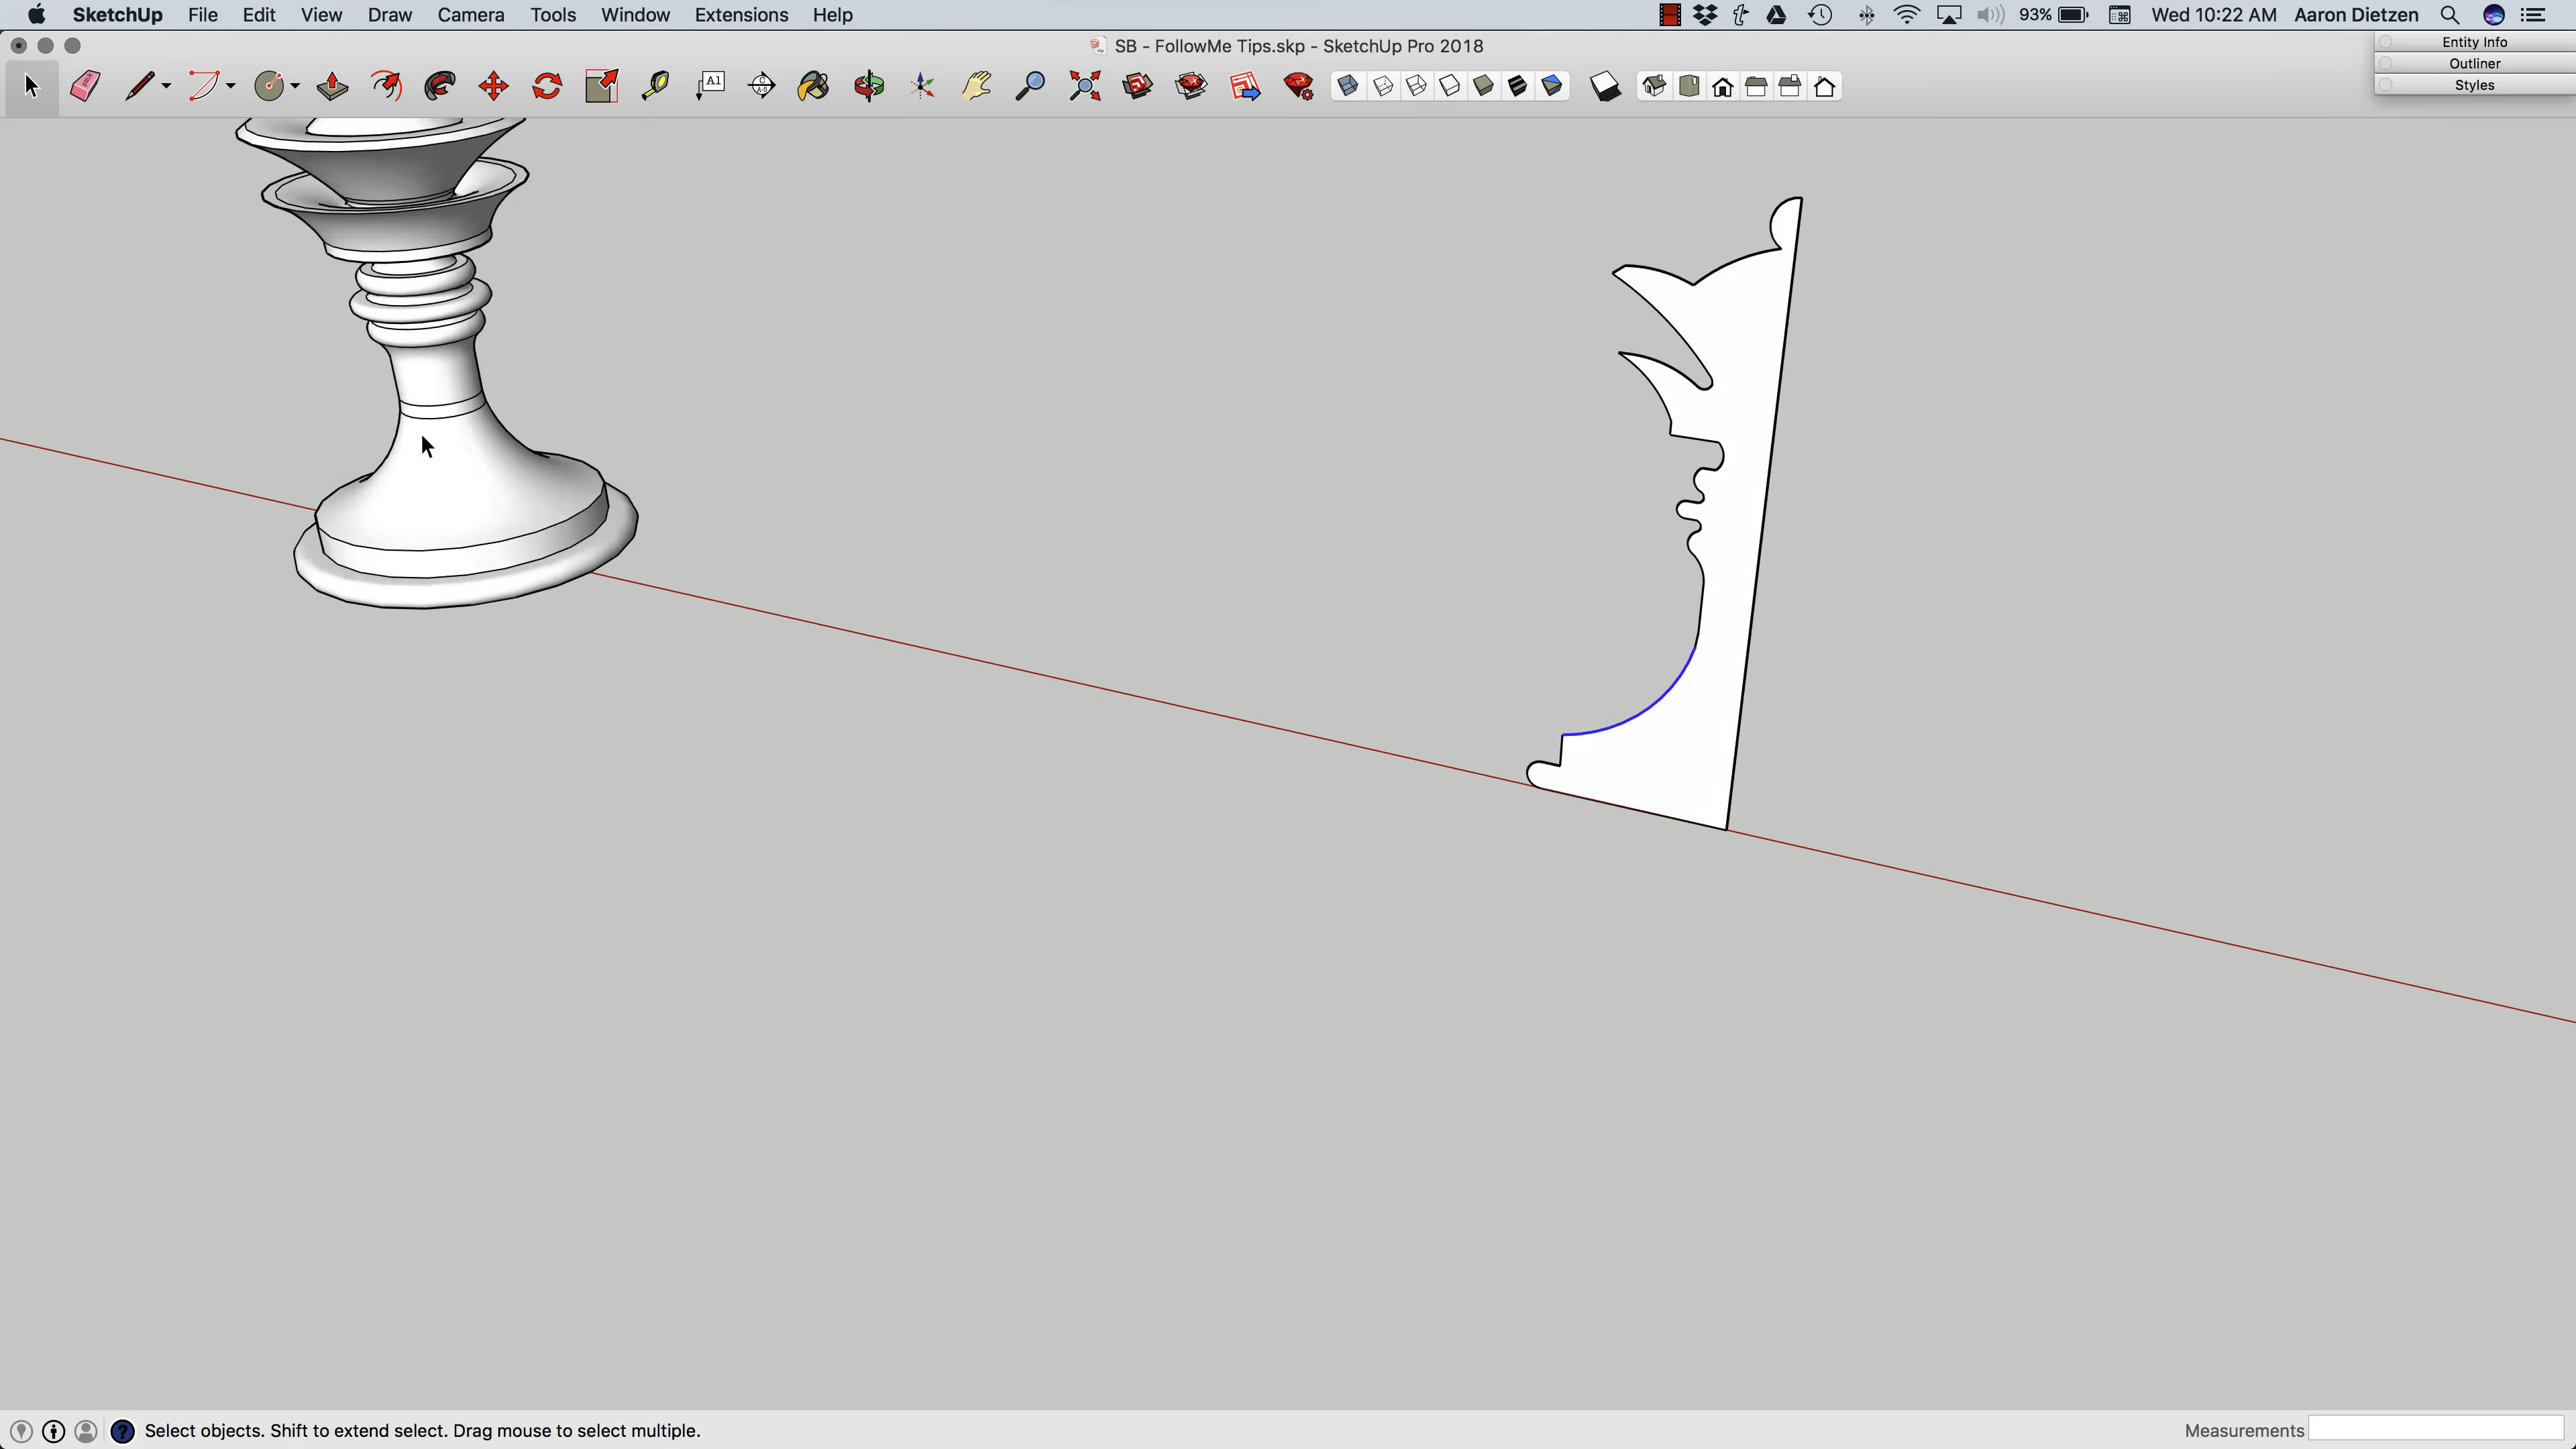 SketchUp File Edit View Draw Camera Tools Window Extensions Help 93% Wed 10:22 AM Aaron Dietzen
SB - FollowMe Tips.skp - SketchUp Pro 2018
Entity Info
Outliner
Styles
A1
Select objects. Shift to extend select. Drag mouse to select multiple.
Measurements